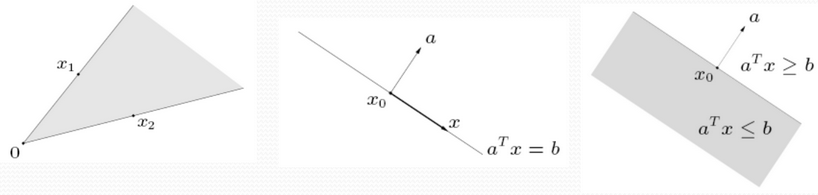 x₁
x₂
0
a
x₀
x
aᵀx = b
a
x₀
aᵀx ≥ b
aᵀx ≤ b